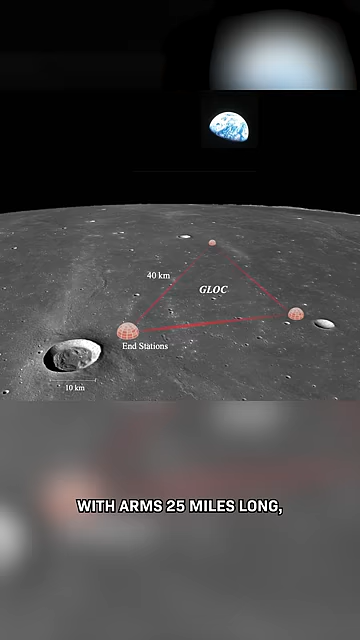 40 km
GLOC
End Stations
10 km
WITH ARMS 25 MILES LONG,